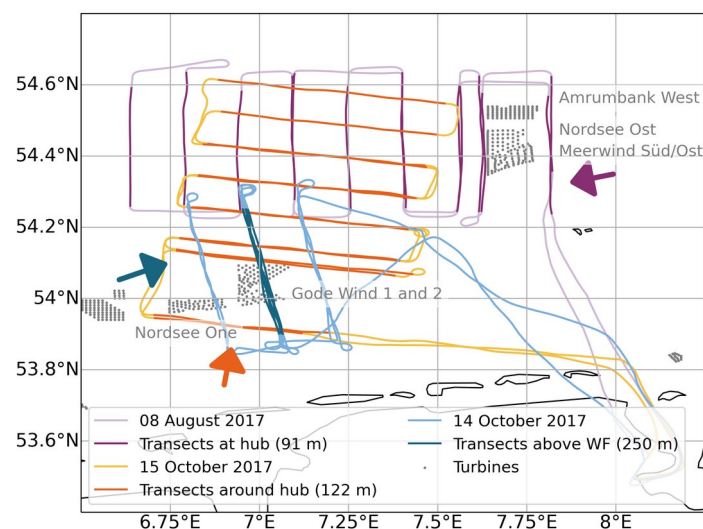 54.6°N
54.4°N
54.2°N
54°N
53.8°N
53.6°N
Amrumbank West
Nordsee Ost
Meerwind Süd/Ost
Gode Wind 1 and 2
Nordsee One
08 August 2017
Transects at hub (91 m)
15 October 2017
Transects around hub (122 m)
14 October 2017
Transects above WF (250 m)
Turbines
6.75°E
7°E
7.25°E
7.5°E
7.75°E
8°E